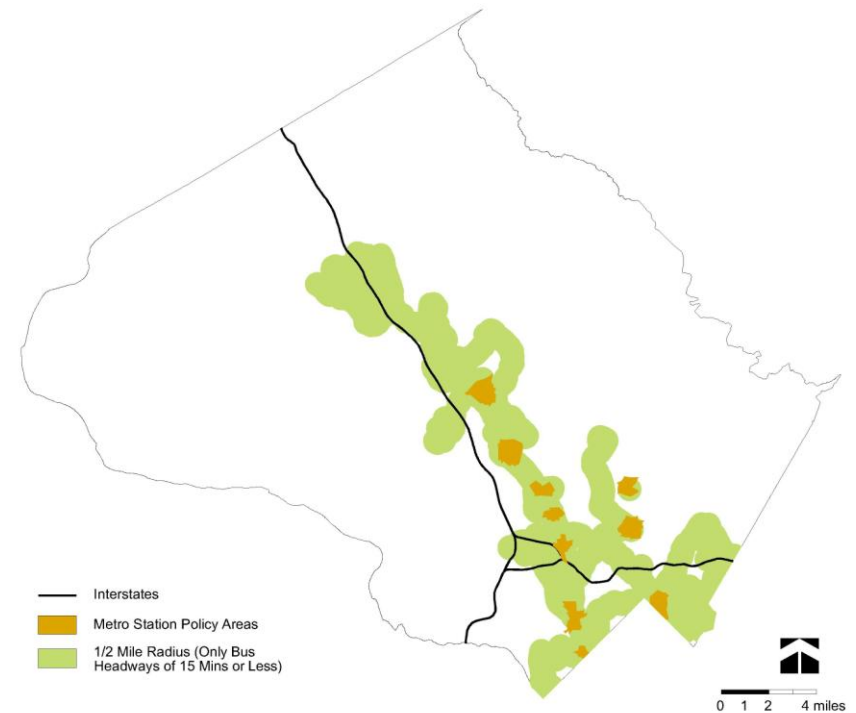 Interstates
Metro Station Policy Areas
1/2 Mile Radius (Only Bus
Headways of 15 Mins or Less)
0 1 2 4 miles